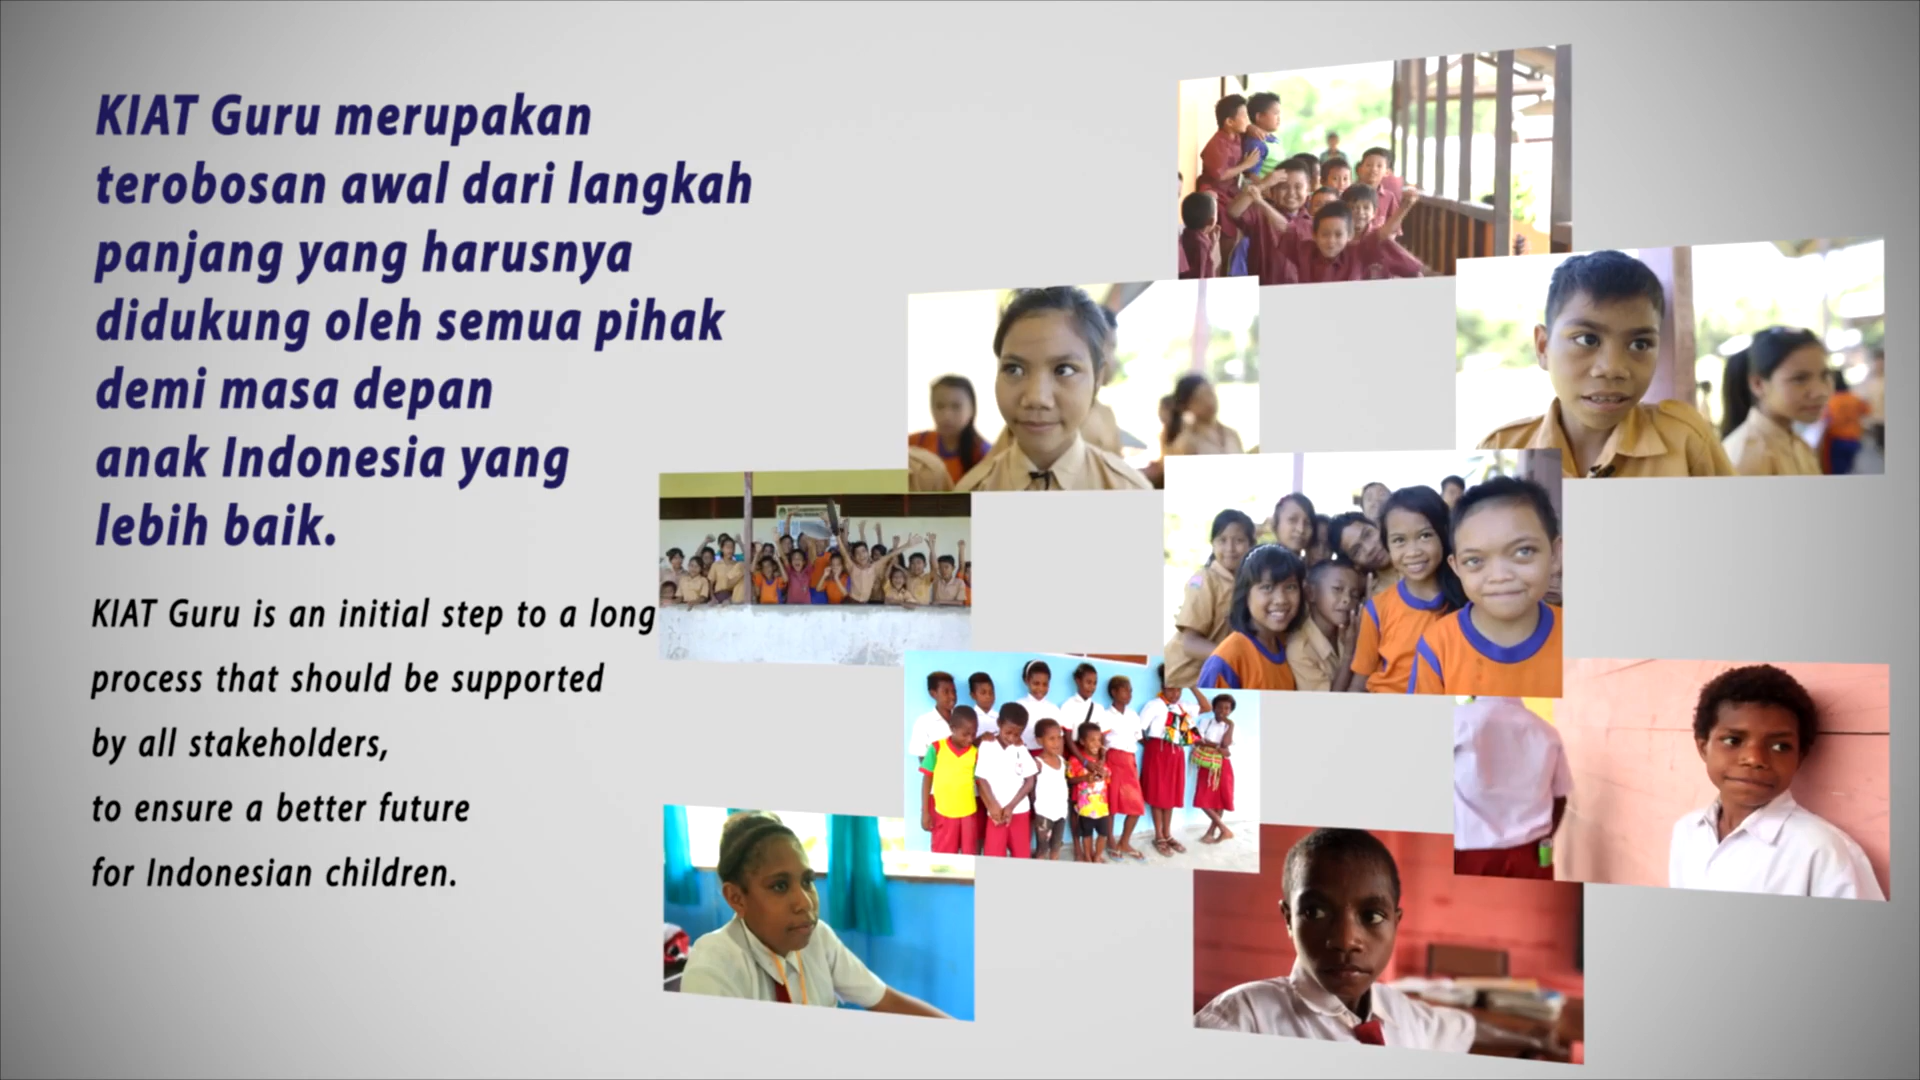 KIAT Guru merupakan
terobosan awal dari langkah
panjang yang harusnya
didukung oleh semua pihak
demi masa depan
anak Indonesia yang
lebih baik.
KIAT Guru is an initial step to a long
process that should be supported
by all stakeholders,
to ensure a better future
for Indonesian children.